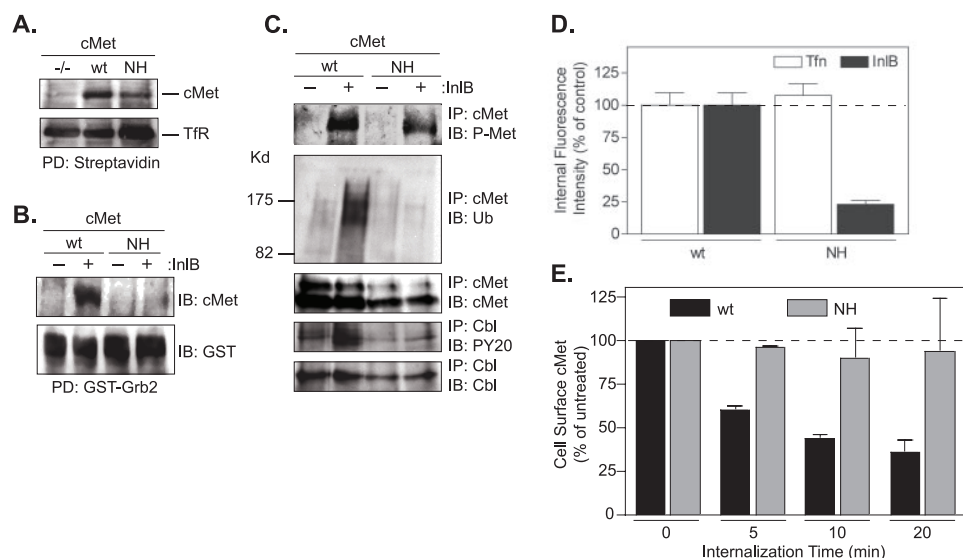 A.
cMet
-/- wt NH
cMet
TfR
PD: Streptavidin
B.
cMet
wt NH
– + – + :InlB
IB: cMet
IB: GST
PD: GST-Grb2
C.
cMet
wt NH
– + – + :InlB
IP: cMet
IB: P-Met
Kd
175
82
IP: cMet
IB: Ub
IP: cMet
IB: cMet
IP: Cbl
IB: PY20
IP: Cbl
IB: Cbl
D.
Tfn
InlB
Internal Fluorescence
Intensity (% of control)
125
100
75
50
25
0
wt NH
E.
wt NH
Cell Surface cMet
(% of untreated)
125
100
75
50
25
0
0 5 10 20
Internalization Time (min)